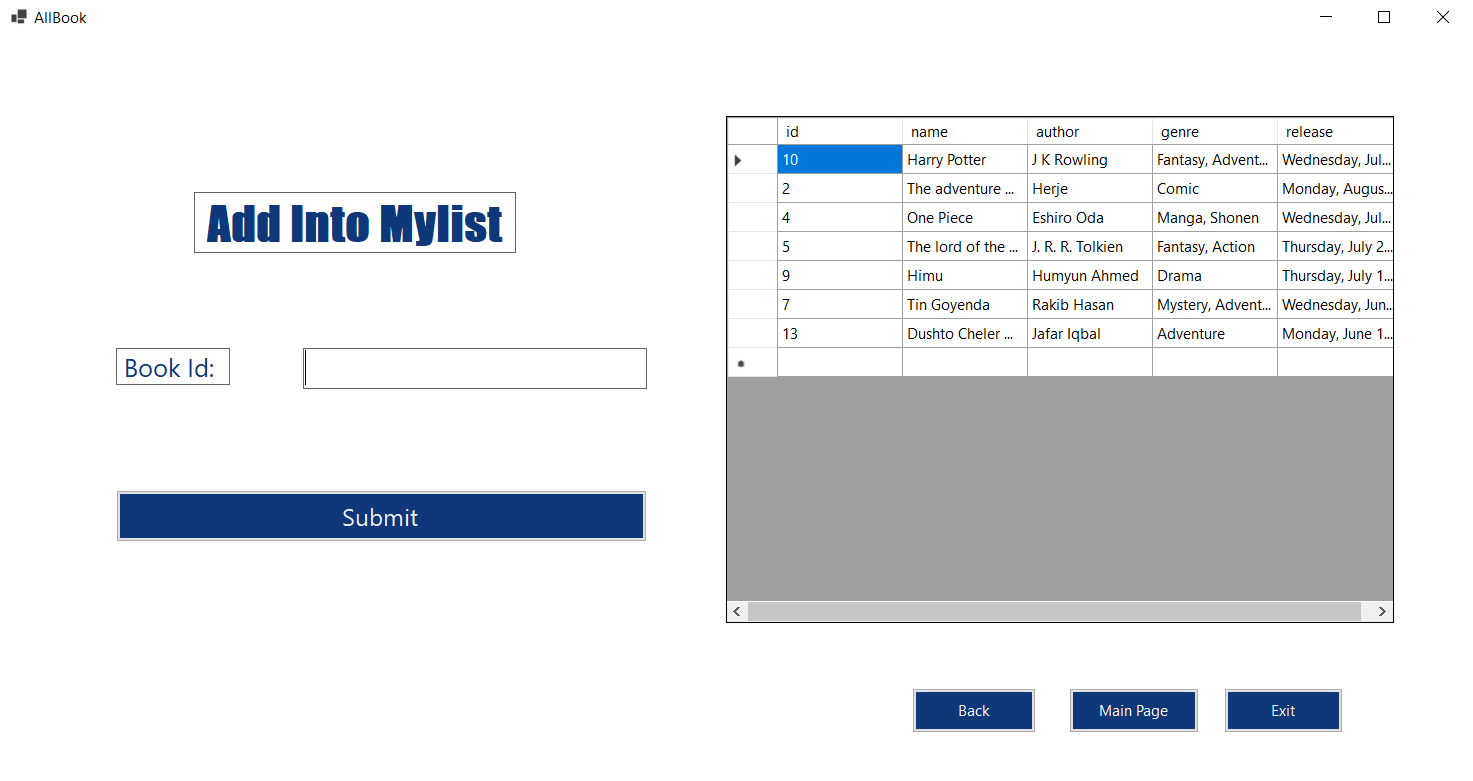 AllBook
Add Into Mylist
Book Id:
Submit
id name author genre release
10 Harry Potter J K Rowling Fantasy, Advent... Wednesday, Jul...
2 The adventure ... Herje Comic Monday, Augus...
4 One Piece Eshiro Oda Manga, Shonen Wednesday, Jul...
5 The lord of the ... J. R. R. Tolkien Fantasy, Action Thursday, July 2...
9 Himu Humyun Ahmed Drama Thursday, July 1...
7 Tin Goyenda Rakib Hasan Mystery, Advent... Wednesday, Jun...
13 Dushto Cheler ... Jafar Iqbal Adventure Monday, June 1...
Back Main Page Exit